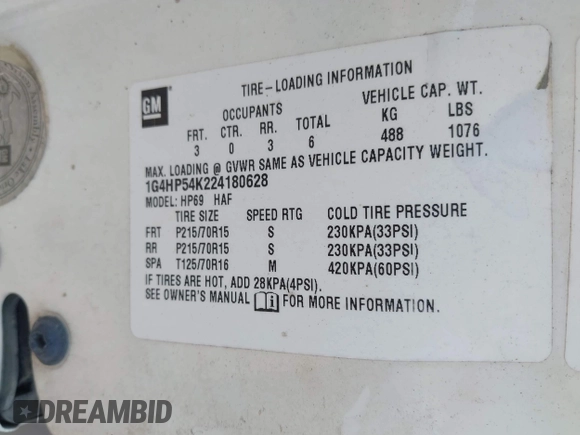 GM
TIRE-LOADING INFORMATION
OCCUPANTS VEHICLE CAP. WT.
FRT. CTR. RR. TOTAL KG LBS
3 0 3 6 488 1076
MAX. LOADING @ GVWR SAME AS VEHICLE CAPACITY WEIGHT.
1G4HP54K224180628
MODEL: HP69 HAF
TIRE SIZE SPEED RTG COLD TIRE PRESSURE
FRT P215/70R15 S 230KPA(33PSI)
RR P215/70R15 S 230KPA(33PSI)
SPA T125/70R16 M 420KPA(60PSI)
IF TIRES ARE HOT, ADD 28KPA(4PSI).
SEE OWNER'S MANUAL FOR MORE INFORMATION.
DREAMBID